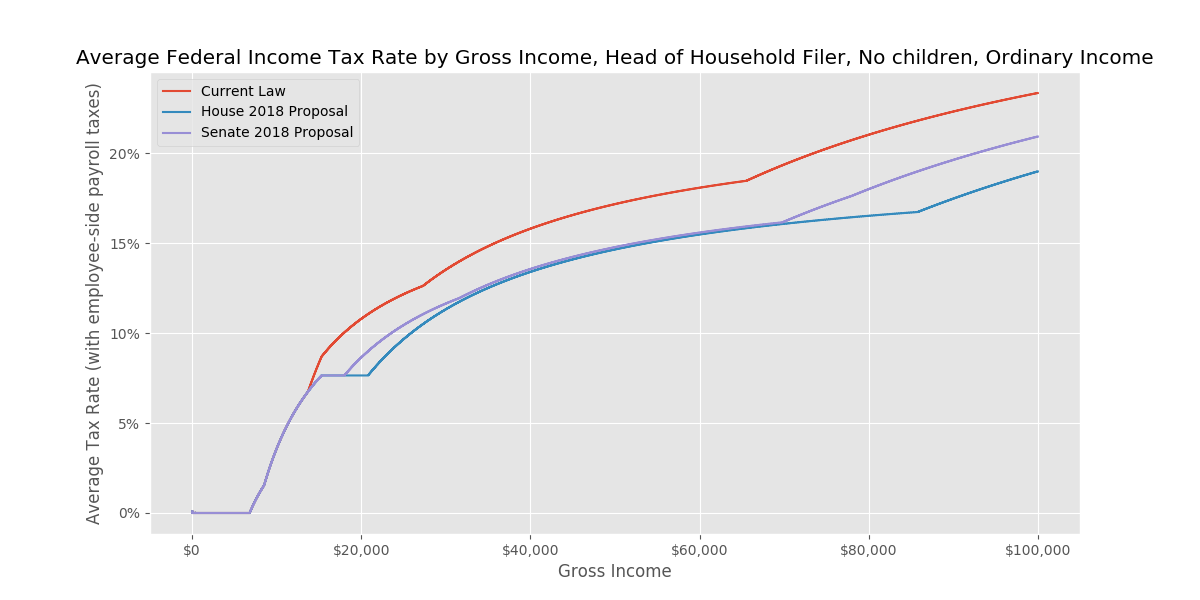 Average Federal Income Tax Rate by Gross Income, Head of Household Filer, No children, Ordinary Income
Current Law
House 2018 Proposal
Senate 2018 Proposal
Average Tax Rate (with employee-side payroll taxes)
20%
15%
10%
5%
0%
$0
$20,000
$40,000
$60,000
$80,000
$100,000
Gross Income